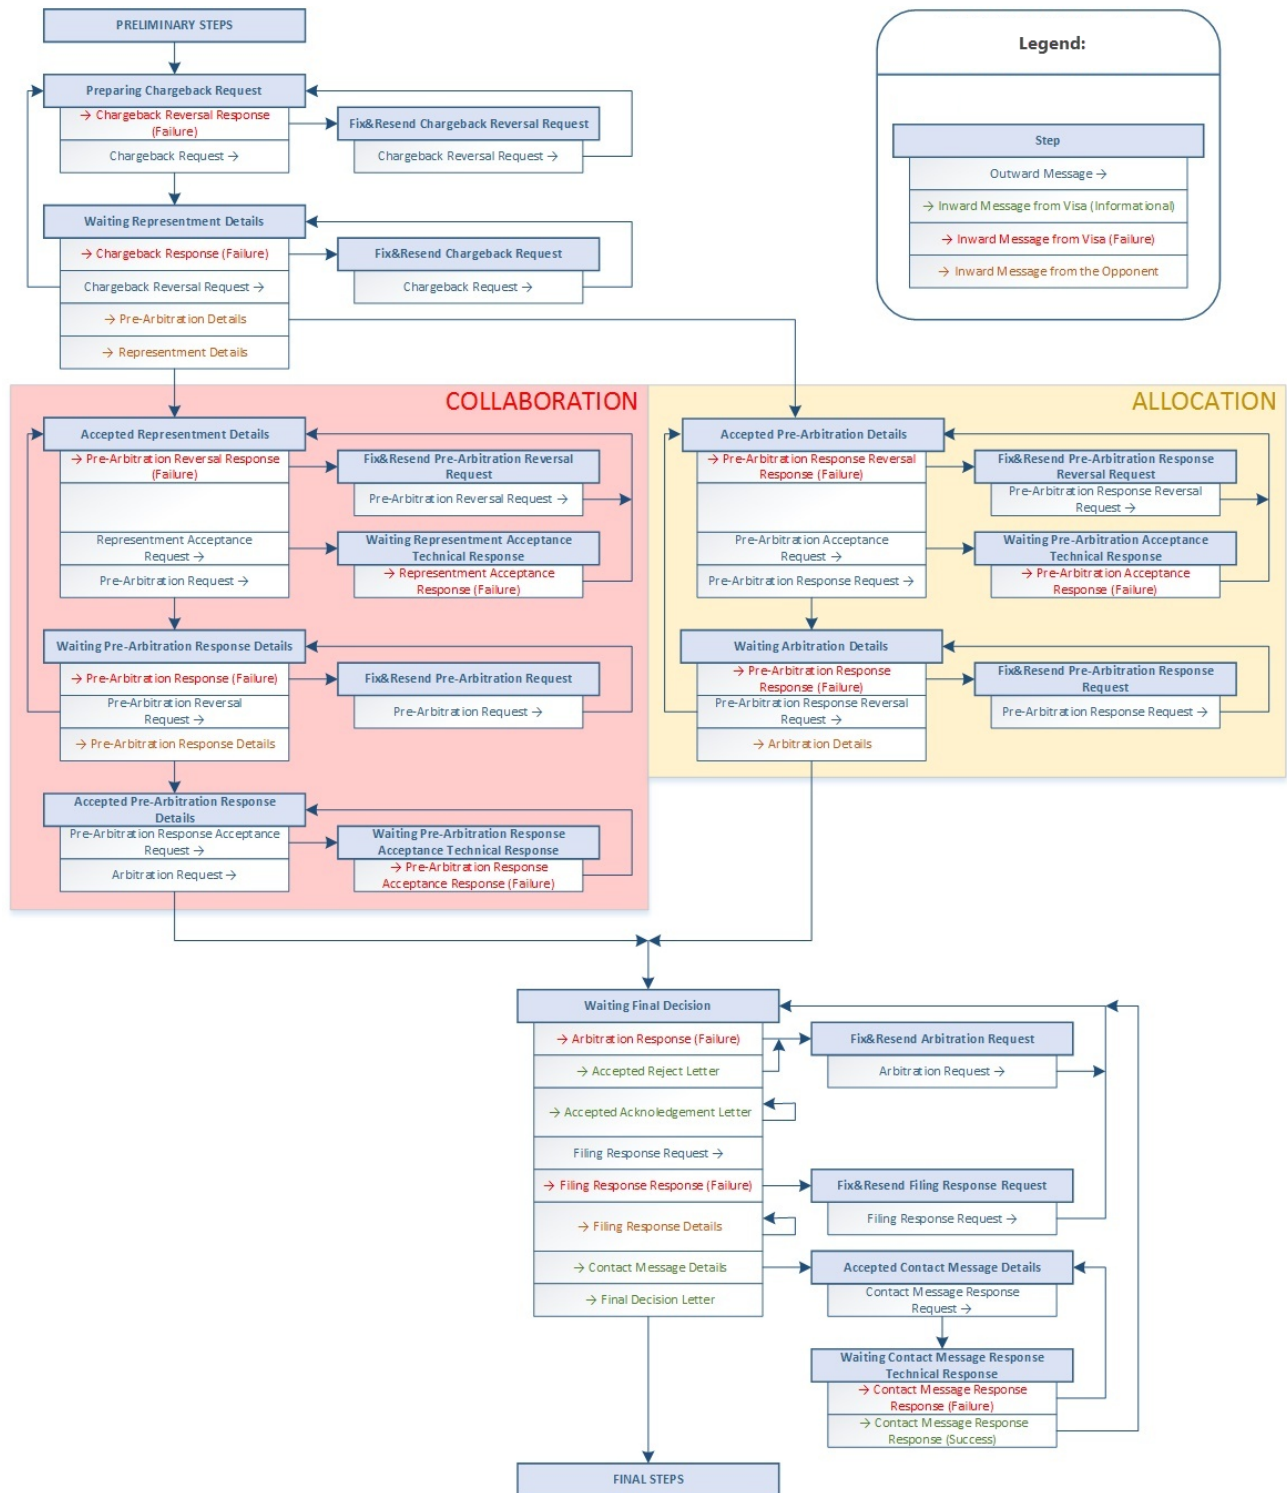 PRELIMINARY STEPS
Legend:
Preparing Chargeback Request
→ Chargeback Reversal Response
(Failure)
Chargeback Request →
Fix&Resend Chargeback Reversal Request
Chargeback Reversal Request →
Step
Outward Message →
→ Inward Message from Visa (Informational)
→ Inward Message from Visa (Failure)
→ Inward Message from the Opponent
Waiting Representment Details
→ Chargeback Response (Failure)
Chargeback Reversal Request →
→ Pre-Arbitration Details
→ Representment Details
Fix&Resend Chargeback Request
Chargeback Request →
COLLABORATION
Accepted Representment Details
→ Pre-Arbitration Reversal Response
(Failure)
Representment Acceptance
Request →
Pre-Arbitration Request →
Fix&Resend Pre-Arbitration Reversal
Request
Pre-Arbitration Reversal Request →
Waiting Representment Acceptance
Technical Response
→ Representment Acceptance
Response (Failure)
Waiting Pre-Arbitration Response Details
→ Pre-Arbitration Response (Failure)
Pre-Arbitration Reversal
Request →
→ Pre-Arbitration Response Details
Fix&Resend Pre-Arbitration Request
Pre-Arbitration Request →
Accepted Pre-Arbitration Response
Details
Pre-Arbitration Response Acceptance
Request →
Arbitration Request →
Waiting Pre-Arbitration Response
Acceptance Technical Response
→ Pre-Arbitration Response
Acceptance Response (Failure)
ALLOCATION
Accepted Pre-Arbitration Details
→ Pre-Arbitration Response Reversal
Response (Failure)
Pre-Arbitration Acceptance
Request →
Pre-Arbitration Response Request →
Fix&Resend Pre-Arbitration Response
Reversal Request
Pre-Arbitration Response Reversal
Request →
Waiting Pre-Arbitration Acceptance
Technical Response
→ Pre-Arbitration Acceptance
Response (Failure)
Waiting Arbitration Details
→ Pre-Arbitration Response
Response (Failure)
Pre-Arbitration Response Reversal
Request →
→ Arbitration Details
Fix&Resend Pre-Arbitration Response
Request
Pre-Arbitration Response Request →
Waiting Final Decision
→ Arbitration Response (Failure)
→ Accepted Reject Letter
→ Accepted Acknoledgement Letter
Filing Response Request →
→ Filing Response Response (Failure)
→ Filing Response Details
→ Contact Message Details
→ Final Decision Letter
Fix&Resend Arbitration Request
Arbitration Request →
Fix&Resend Filing Response Request
Filing Response Request →
Accepted Contact Message Details
Contact Message Response
Request →
Waiting Contact Message Response
Technical Response
→ Contact Message Response
Response (Failure)
→ Contact Message Response
Response (Success)
FINAL STEPS